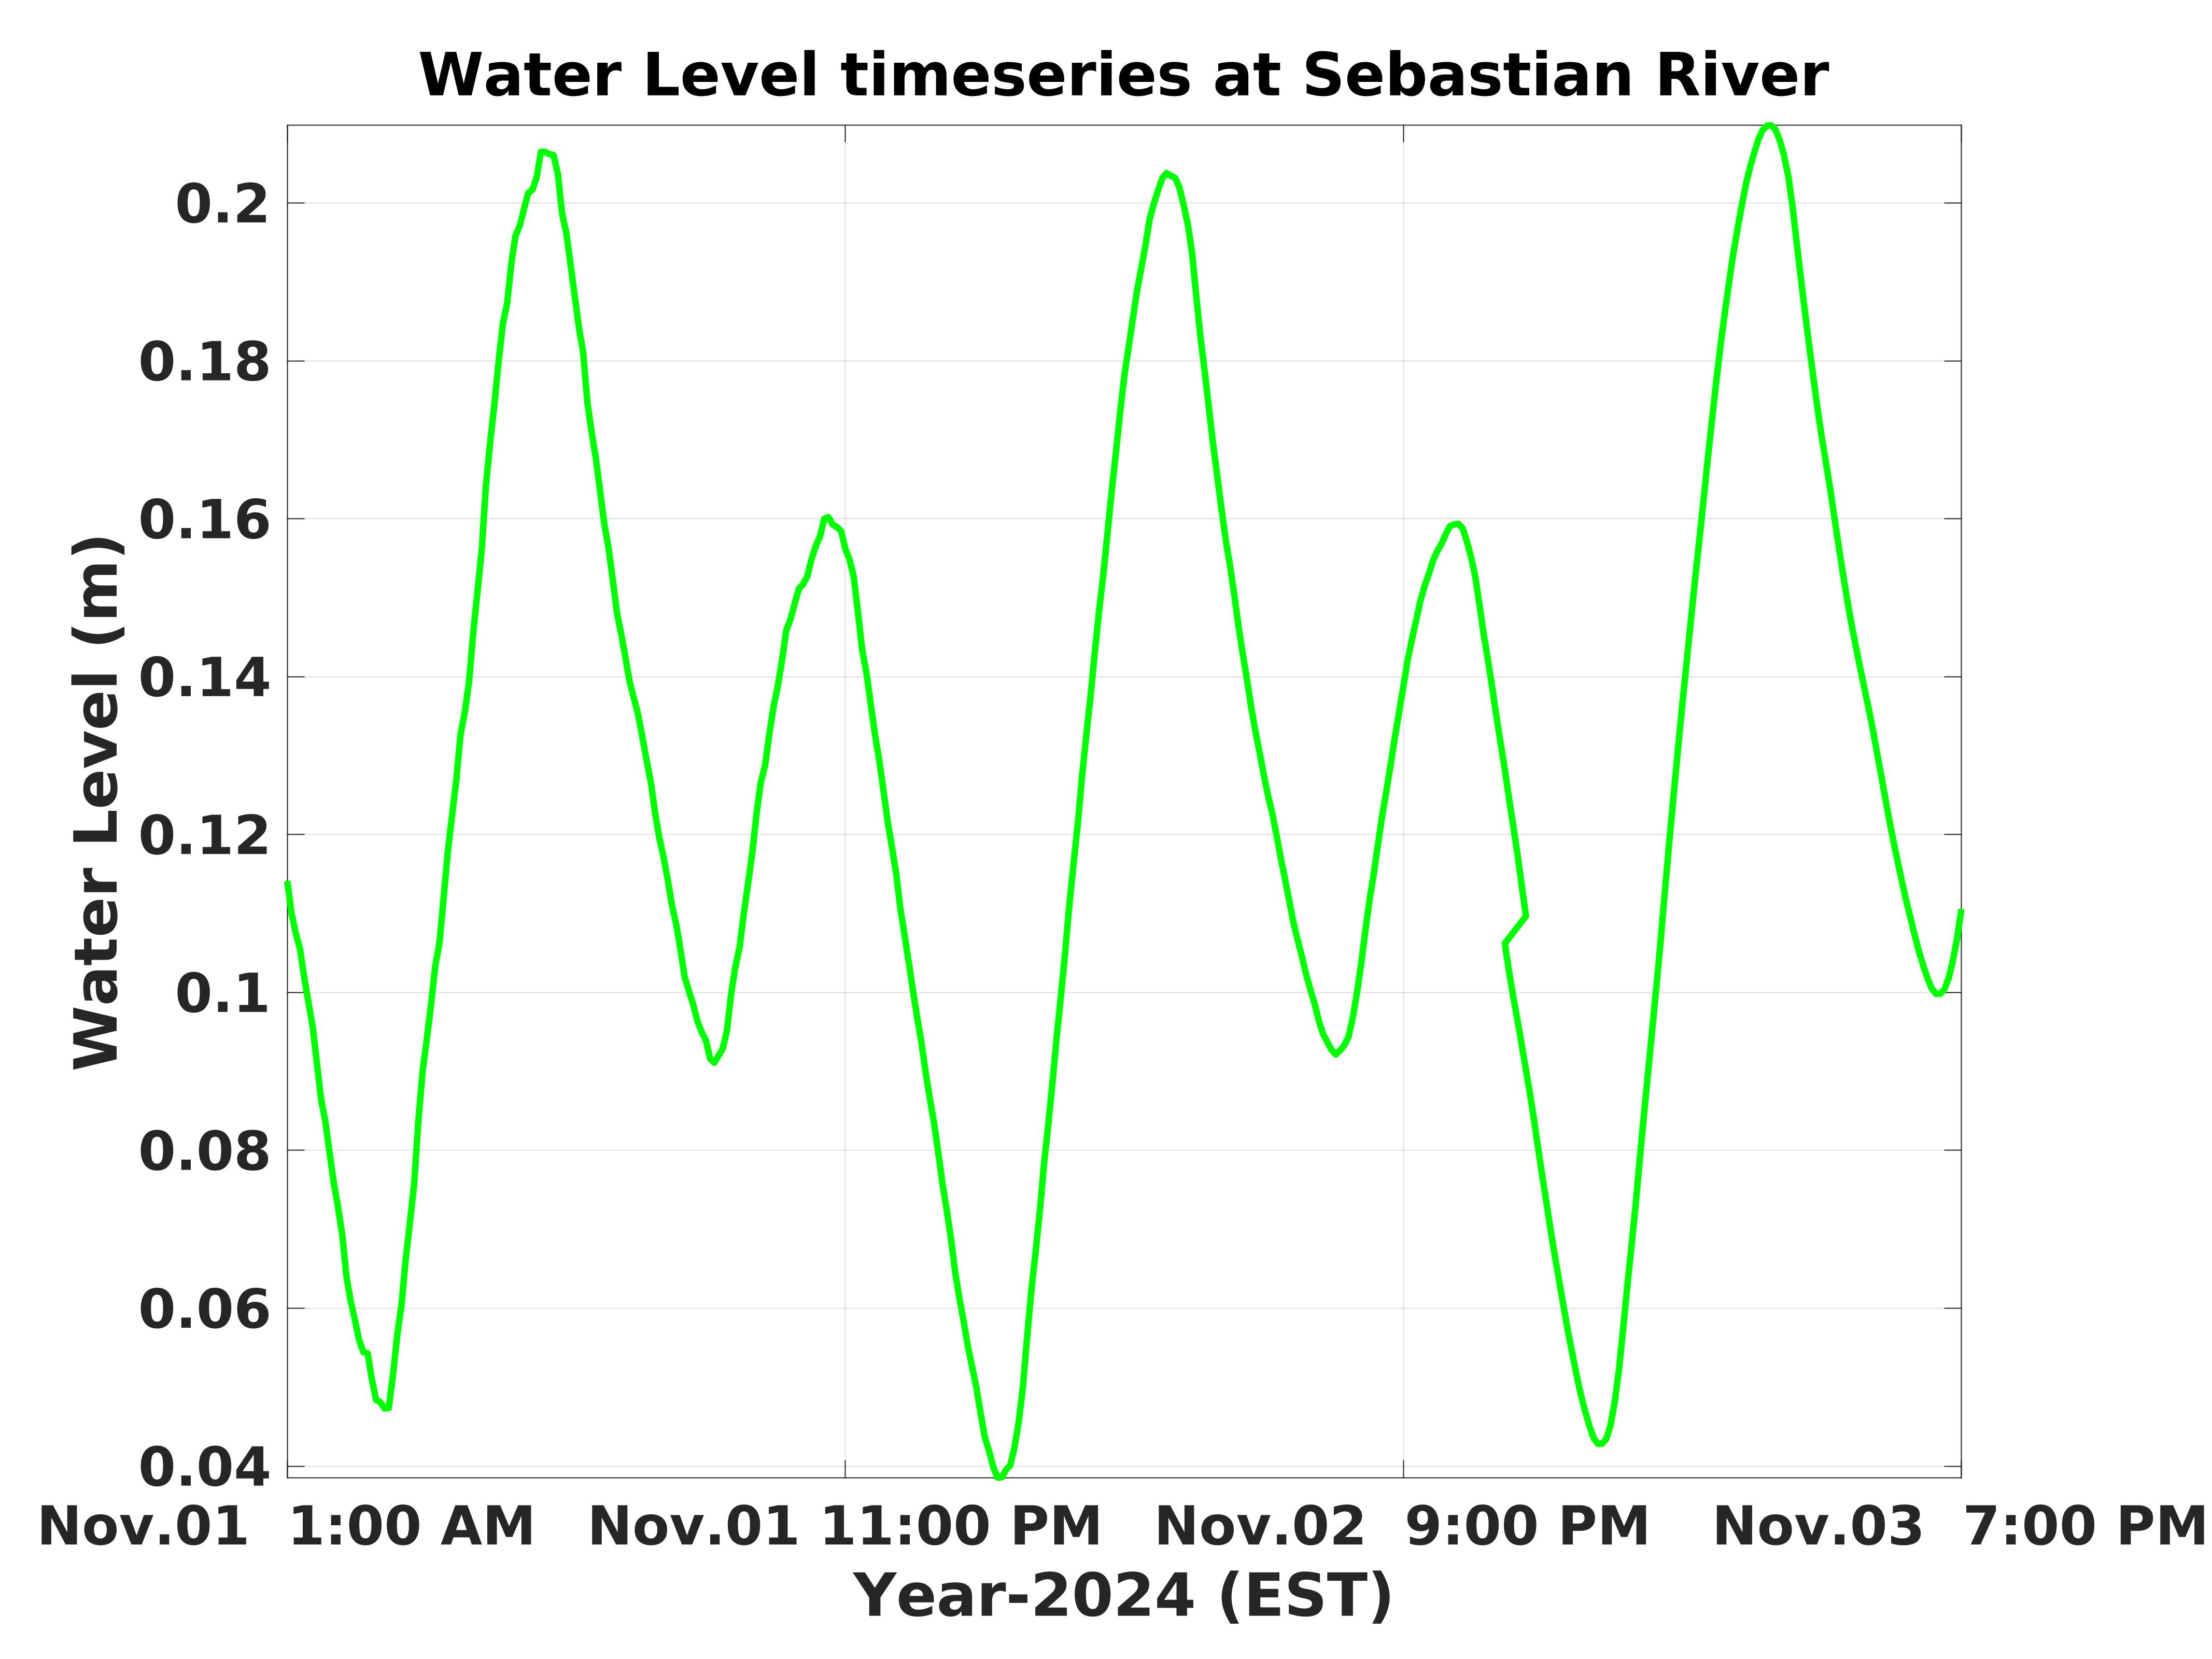 Water Level timeseries at Sebastian River
Water Level (m)
0.2
0.18
0.16
0.14
0.12
0.1
0.08
0.06
0.04
Nov.01 1:00 AM Nov.01 11:00 PM Nov.02 9:00 PM Nov.03 7:00 PM
Year-2024 (EST)